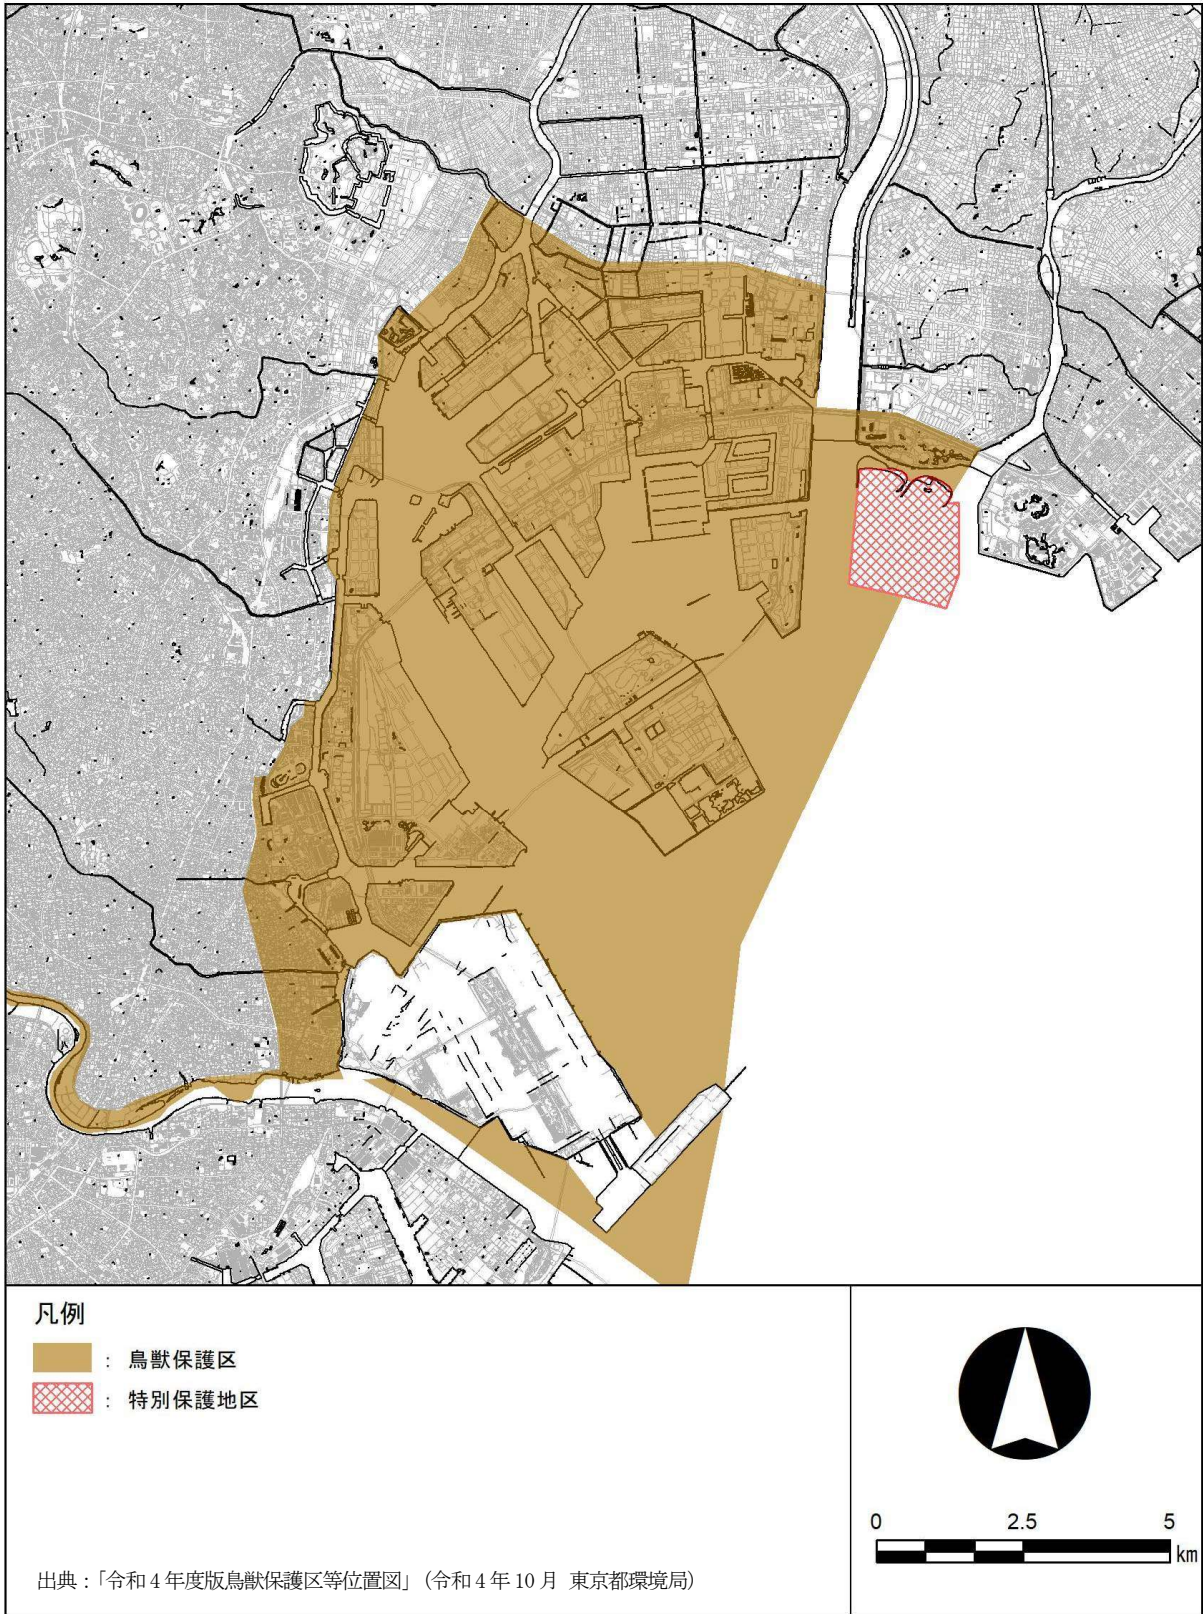 凡例
： 鳥獣保護区
： 特別保護地区
0 2.5 5
km
出典：「令和４年度版鳥獣保護区等位置図」（令和４年 10 月 東京都環境局）